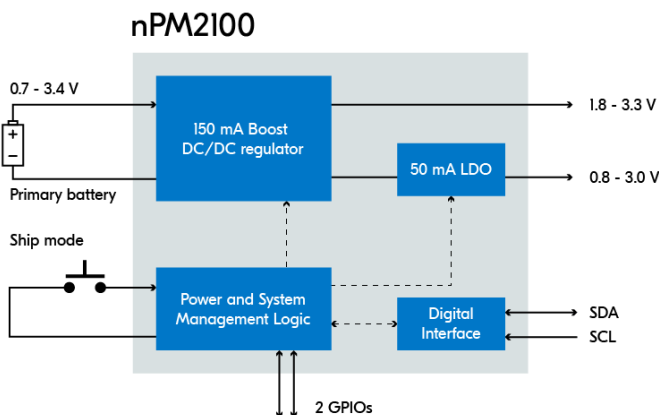 nPM2100
0.7 - 3.4 V
1.8 - 3.3 V
150 mA Boost
DC/DC regulator
50 mA LDO
0.8 - 3.0 V
Primary battery
Ship mode
Power and System
Management Logic
Digital
Interface
SDA
SCL
2 GPIOs